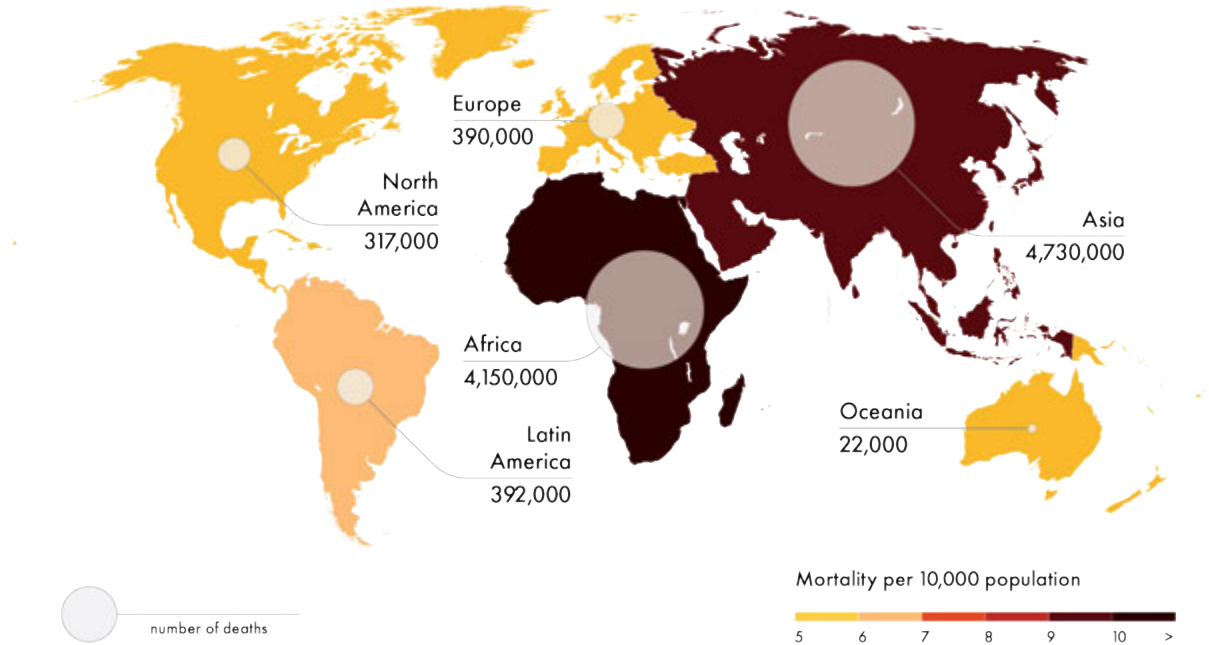 Europe
390,000
North
America
317,000
Asia
4,730,000
Africa
4,150,000
Oceania
22,000
Latin
America
392,000
Mortality per 10,000 population
5 6 7 8 9 10 >
number of deaths